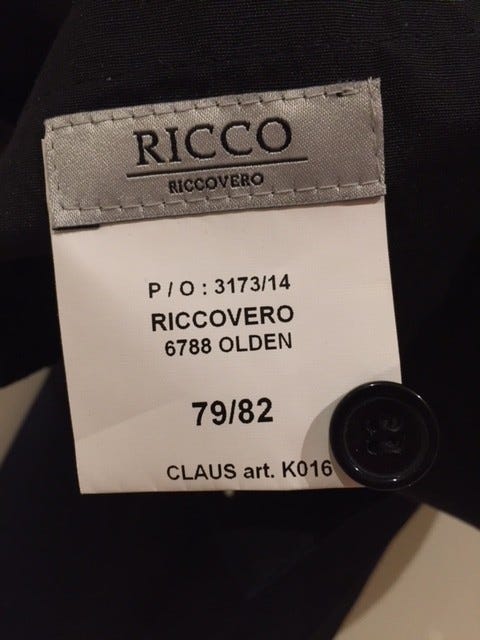 RICCO
RICCOVERO
P / O : 3173/14
RICCOVERO
6788 OLDEN
79/82
CLAUS art. K016